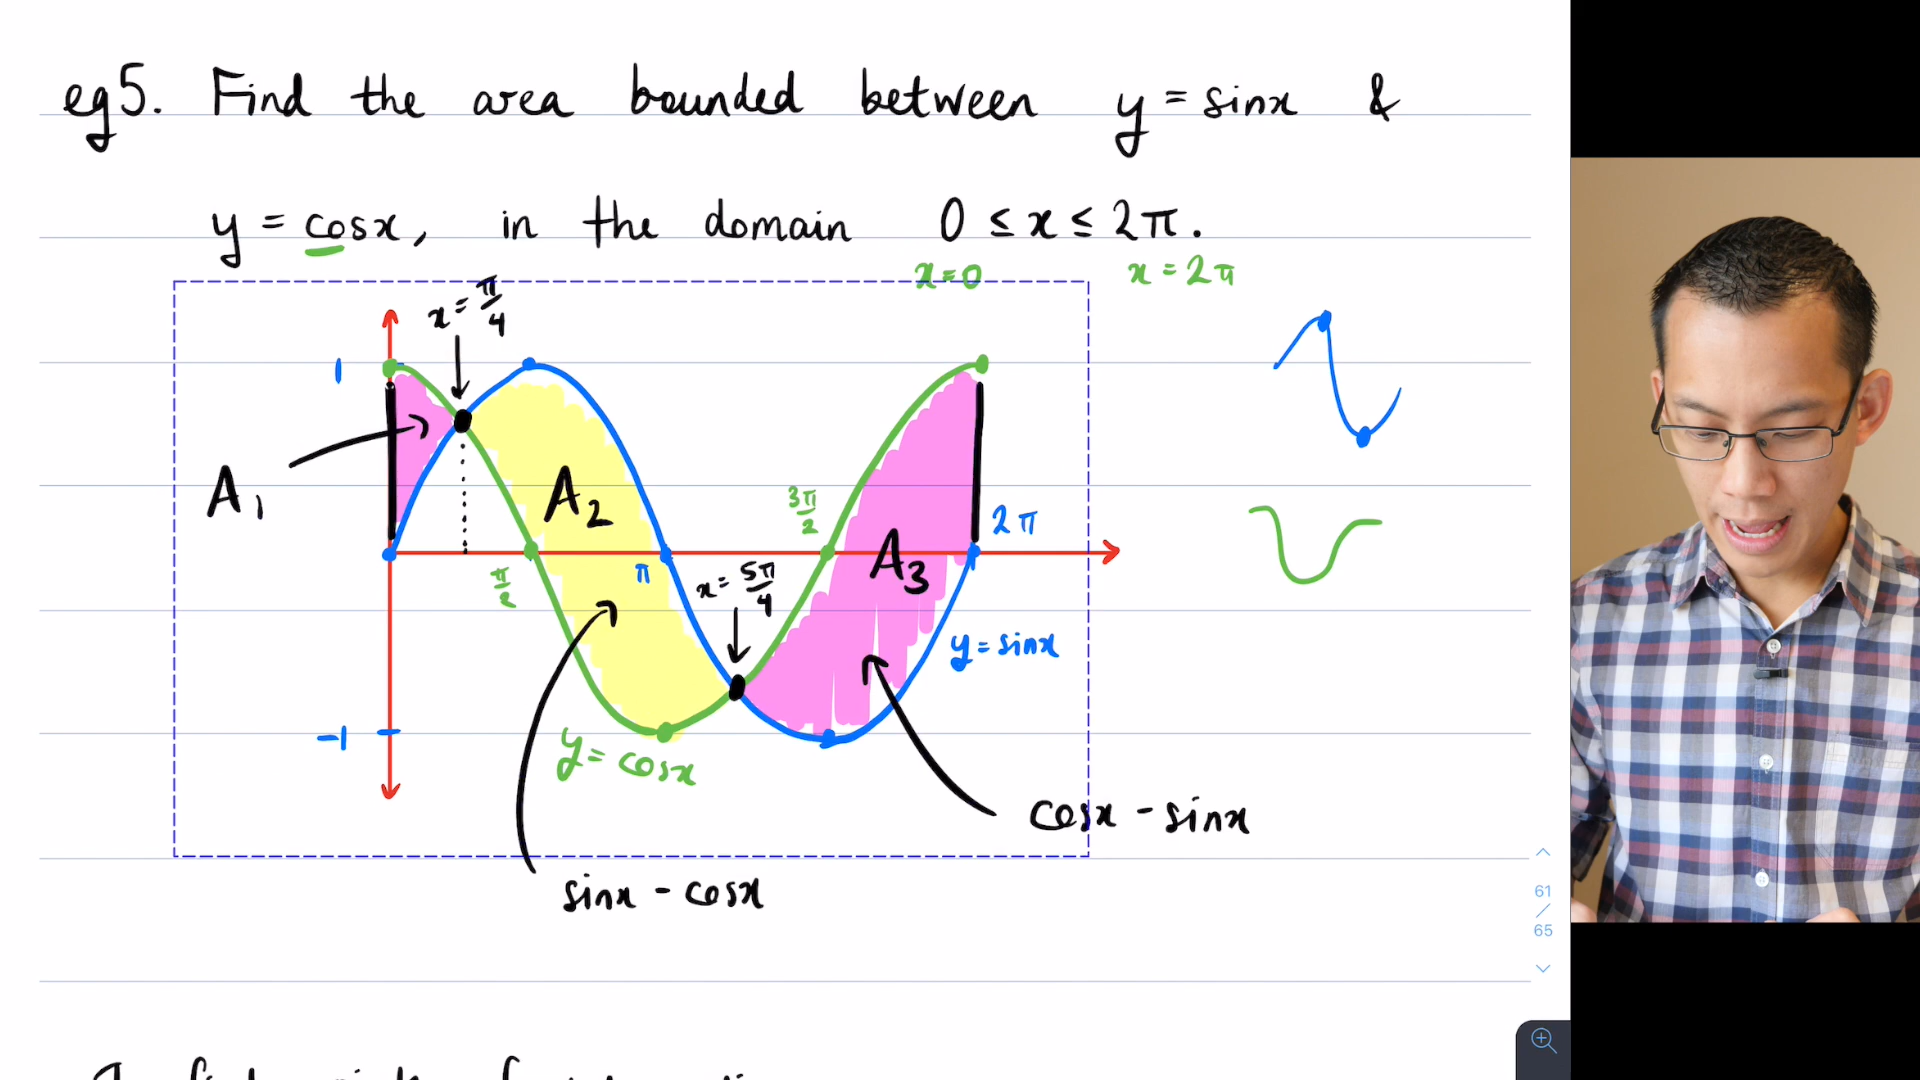 eg5. Find the area bounded between y = sinx &
y = cosx, in the domain 0 ≤ x ≤ 2π.
x=0 x=2π
x=π/4
1
A1
A2
3π/2
2π
A3
π/2
π
x=5π/4
y=sinx
-1
y=cosx
cosx - sinx
sinx - cosx
61
/
65